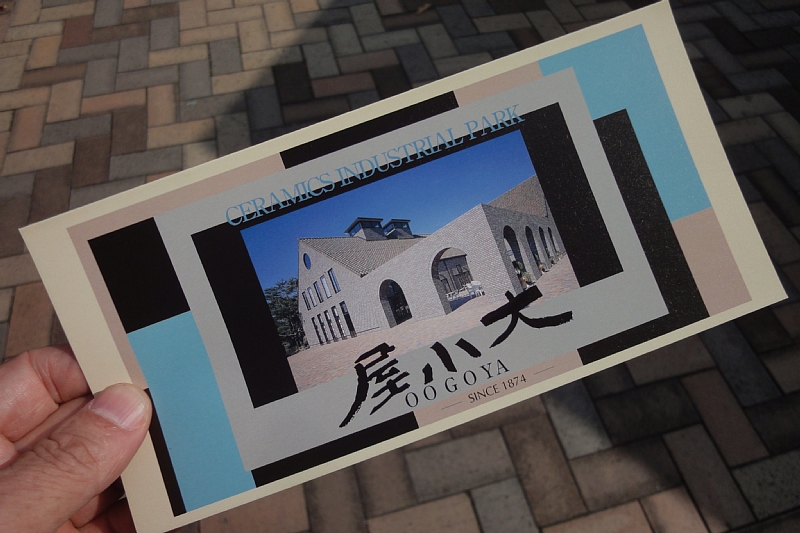 CERAMICS INDUSTRIAL PARK
屋小大
OOGOYA
SINCE 1874